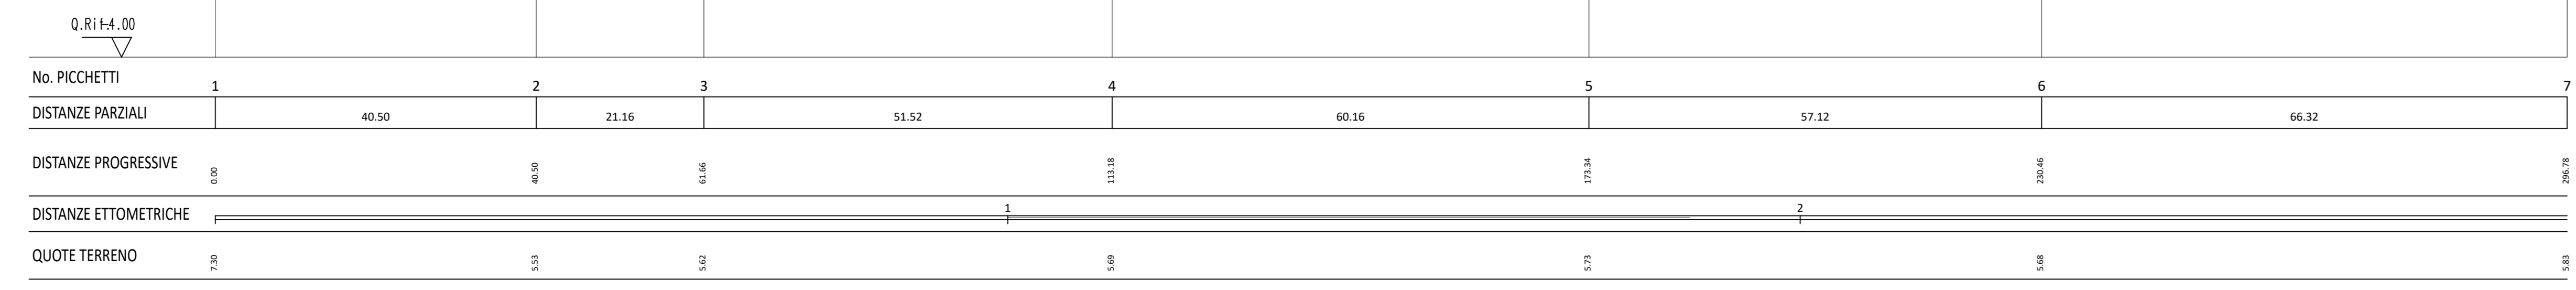 Q.Rif-4.00
No. PICCHETTI 1 2 3 4 5 6 7
DISTANZE PARZIALI 40.50 21.16 51.52 60.16 57.12 66.32
DISTANZE PROGRESSIVE 0.00 40.50 61.66 113.18 173.34 230.46 296.78
DISTANZE ETTOMETRICHE 1 2
QUOTE TERRENO 7.30 5.53 5.62 5.69 5.73 5.68 5.83